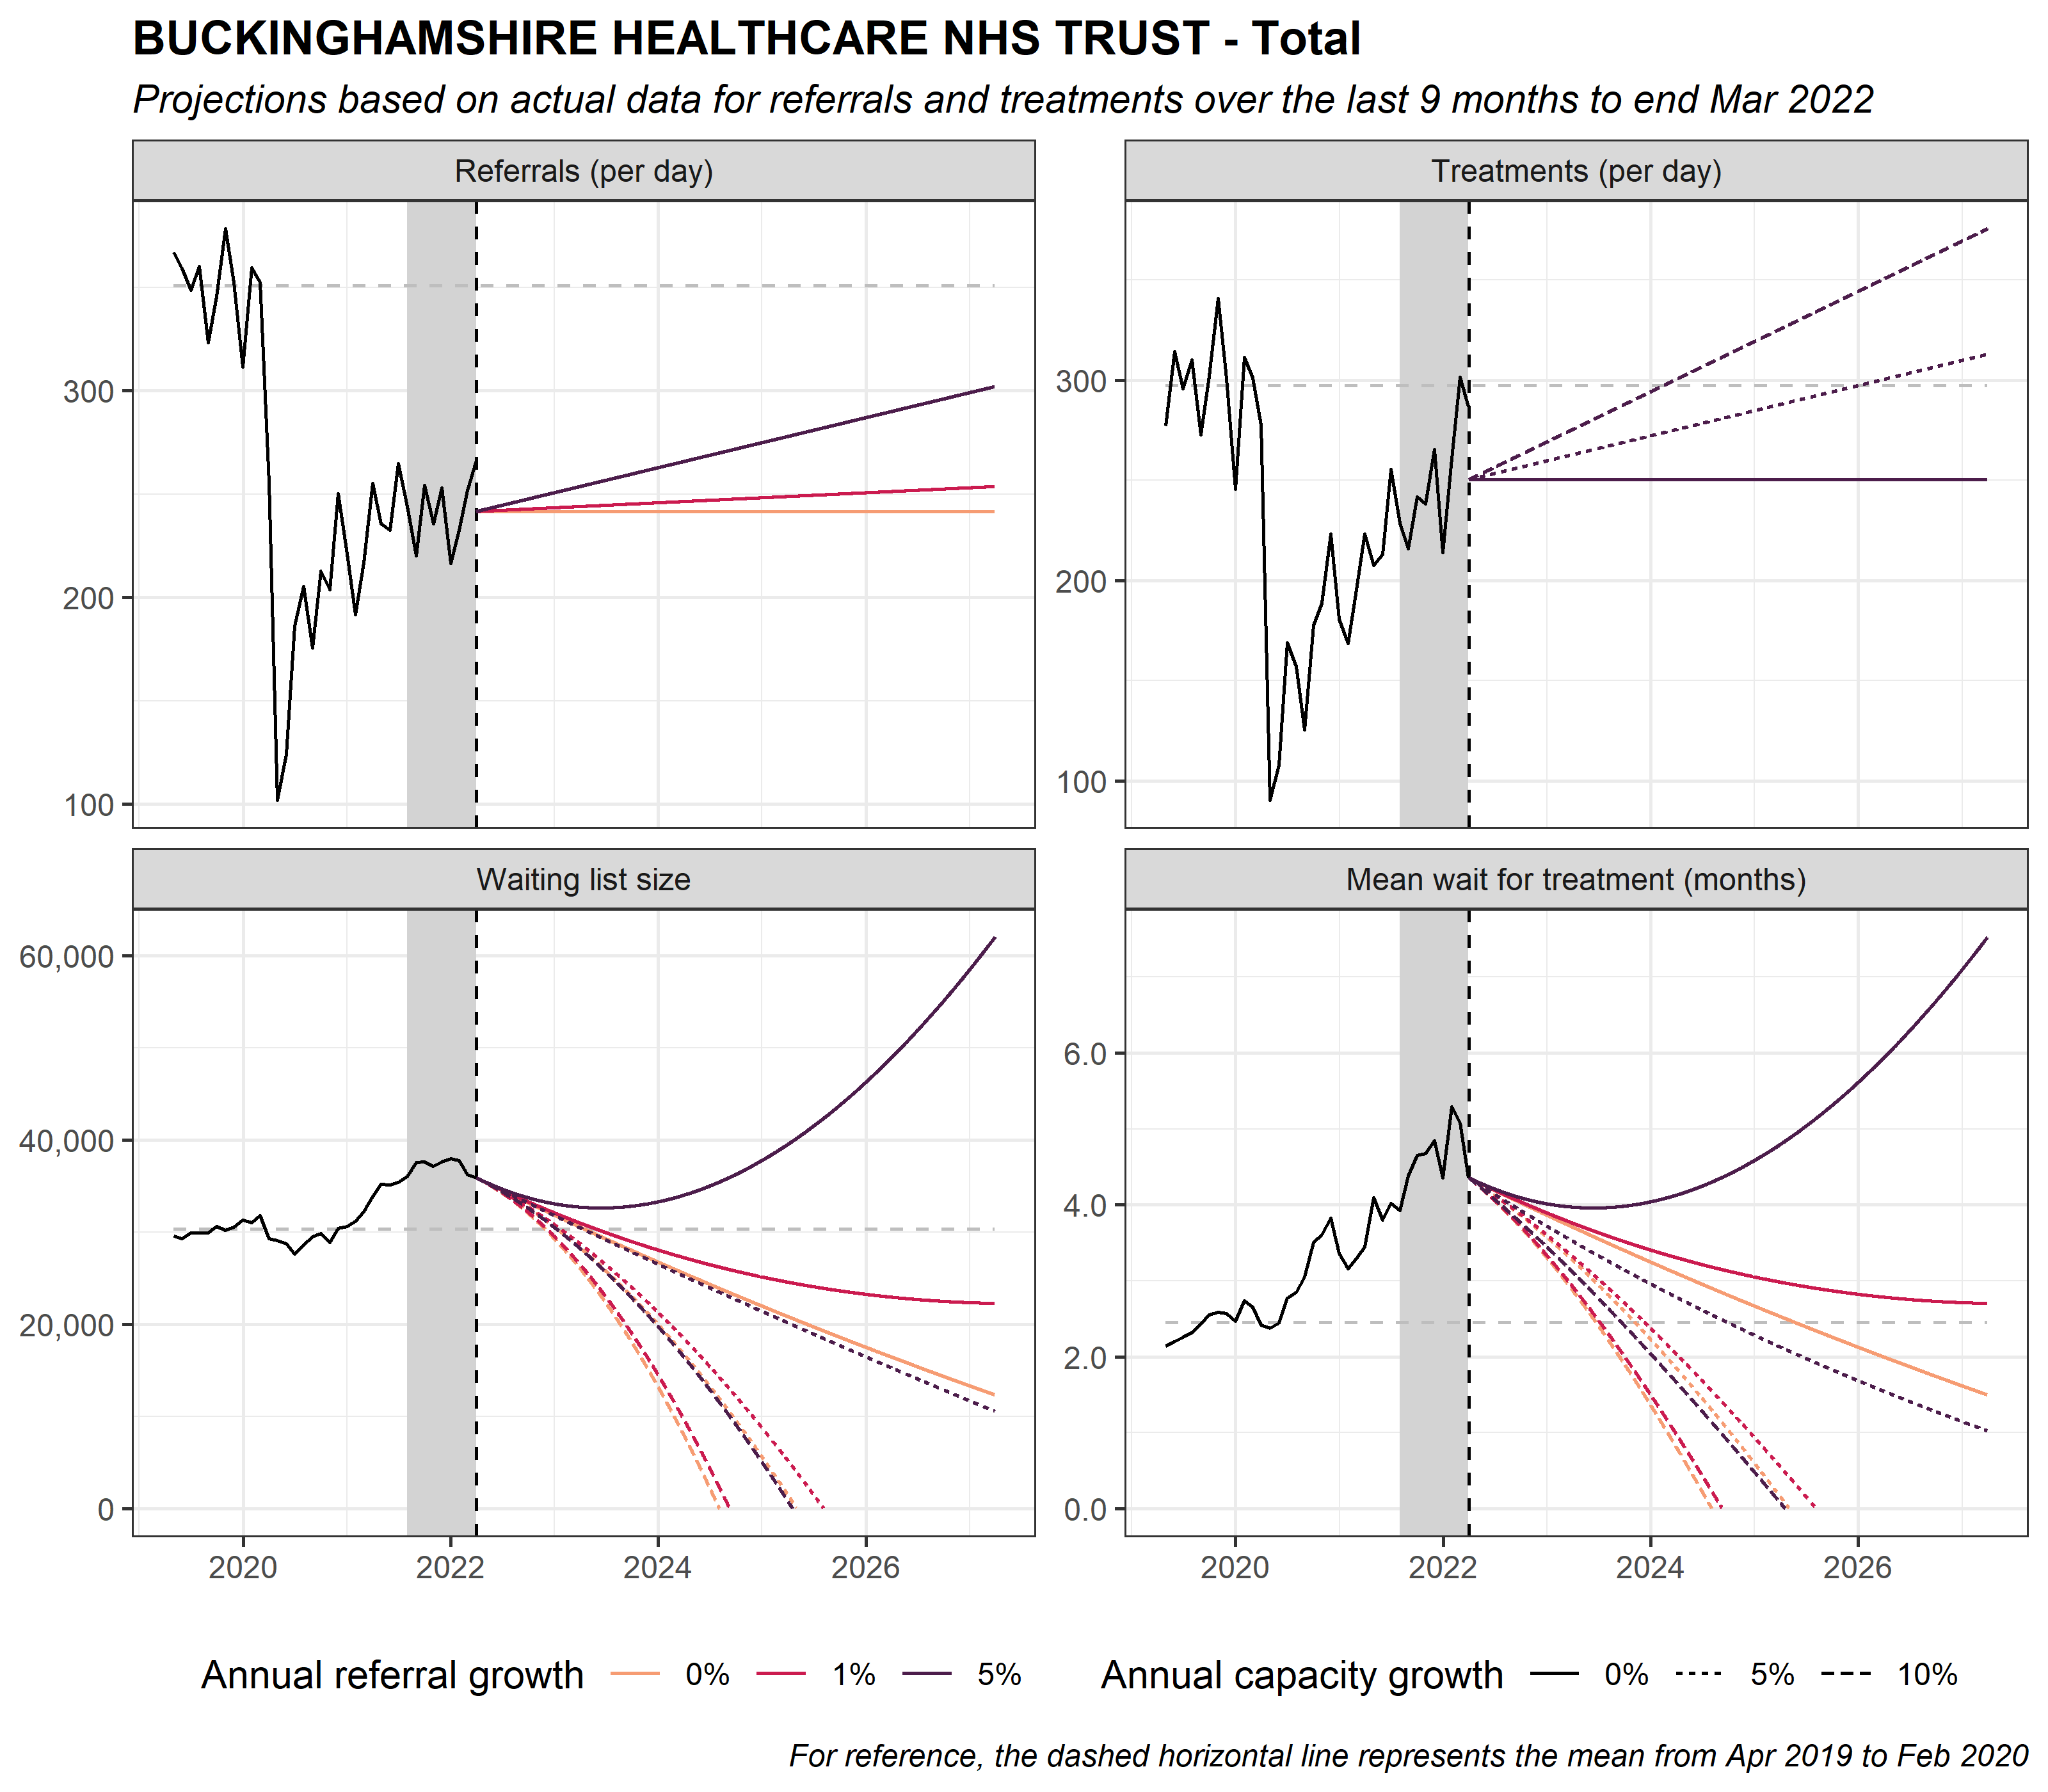 BUCKINGHAMSHIRE HEALTHCARE NHS TRUST - Total
Projections based on actual data for referrals and treatments over the last 9 months to end Mar 2022
Referrals (per day)
300
200
100
Treatments (per day)
300
200
100
Waiting list size
60,000
40,000
20,000
0
2020 2022 2024 2026
Mean wait for treatment (months)
6.0
4.0
2.0
0.0
2020 2022 2024 2026
Annual referral growth 0% 1% 5%
Annual capacity growth 0% 5% 10%
For reference, the dashed horizontal line represents the mean from Apr 2019 to Feb 2020